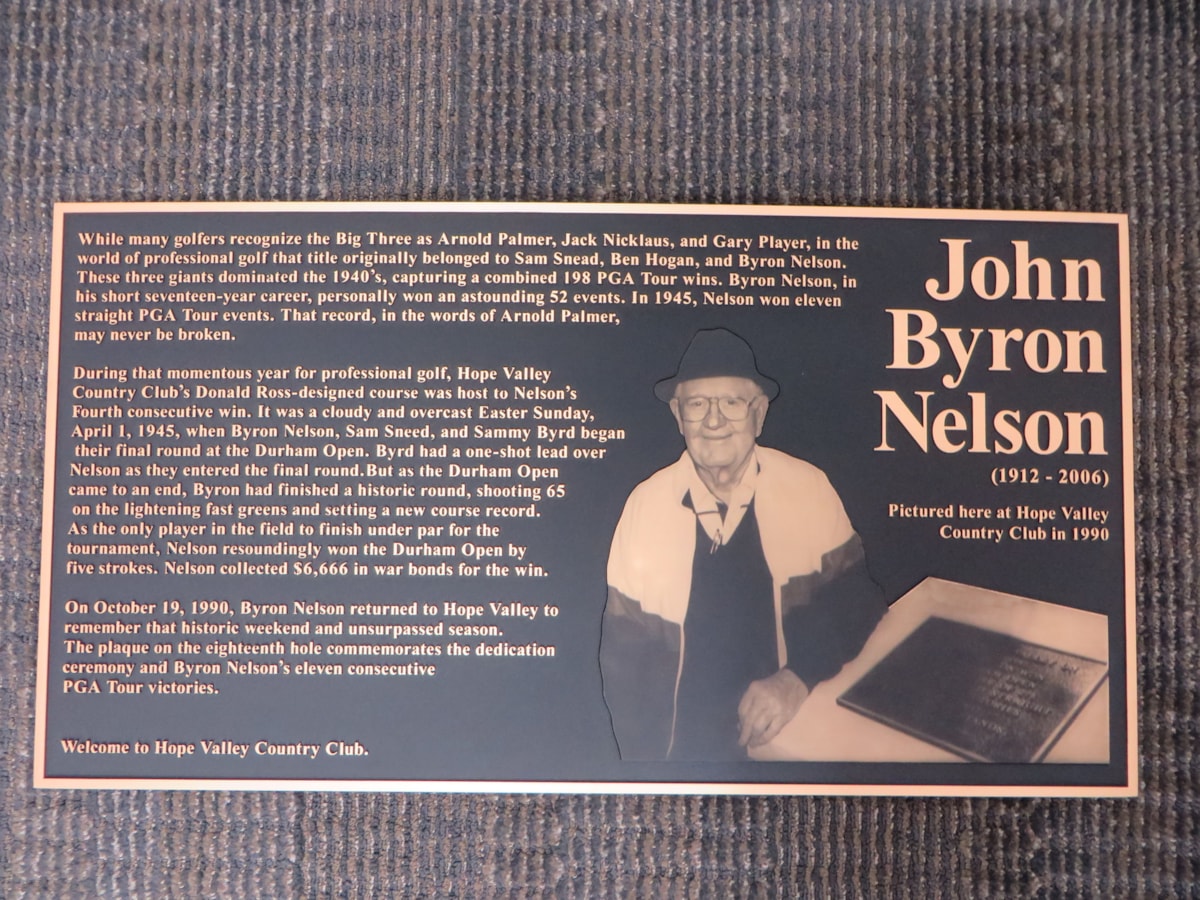 While many golfers recognize the Big Three as Arnold Palmer, Jack Nicklaus, and Gary Player, in the
world of professional golf that title originally belonged to Sam Snead, Ben Hogan, and Byron Nelson.
These three giants dominated the 1940's, capturing a combined 198 PGA Tour wins. Byron Nelson, in
his short seventeen-year career, personally won an astounding 52 events. In 1945, Nelson won eleven
straight PGA Tour events. That record, in the words of Arnold Palmer,
may never be broken.
During that momentous year for professional golf, Hope Valley
Country Club's Donald Ross-designed course was host to Nelson's
Fourth consecutive win. It was a cloudy and overcast Easter Sunday,
April 1, 1945, when Byron Nelson, Sam Sneed, and Sammy Byrd began
their final round at the Durham Open. Byrd had a one-shot lead over
Nelson as they entered the final round.But as the Durham Open
came to an end, Byron had finished a historic round, shooting 65
on the lightening fast greens and setting a new course record.
As the only player in the field to finish under par for the
tournament, Nelson resoundingly won the Durham Open by
five strokes. Nelson collected $6,666 in war bonds for the win.
On October 19, 1990, Byron Nelson returned to Hope Valley to
remember that historic weekend and unsurpassed season.
The plaque on the eighteenth hole commemorates the dedication
ceremony and Byron Nelson's eleven consecutive
PGA Tour victories.
Welcome to Hope Valley Country Club.
John
Byron
Nelson
(1912 - 2006)
Pictured here at Hope Valley
Country Club in 1990